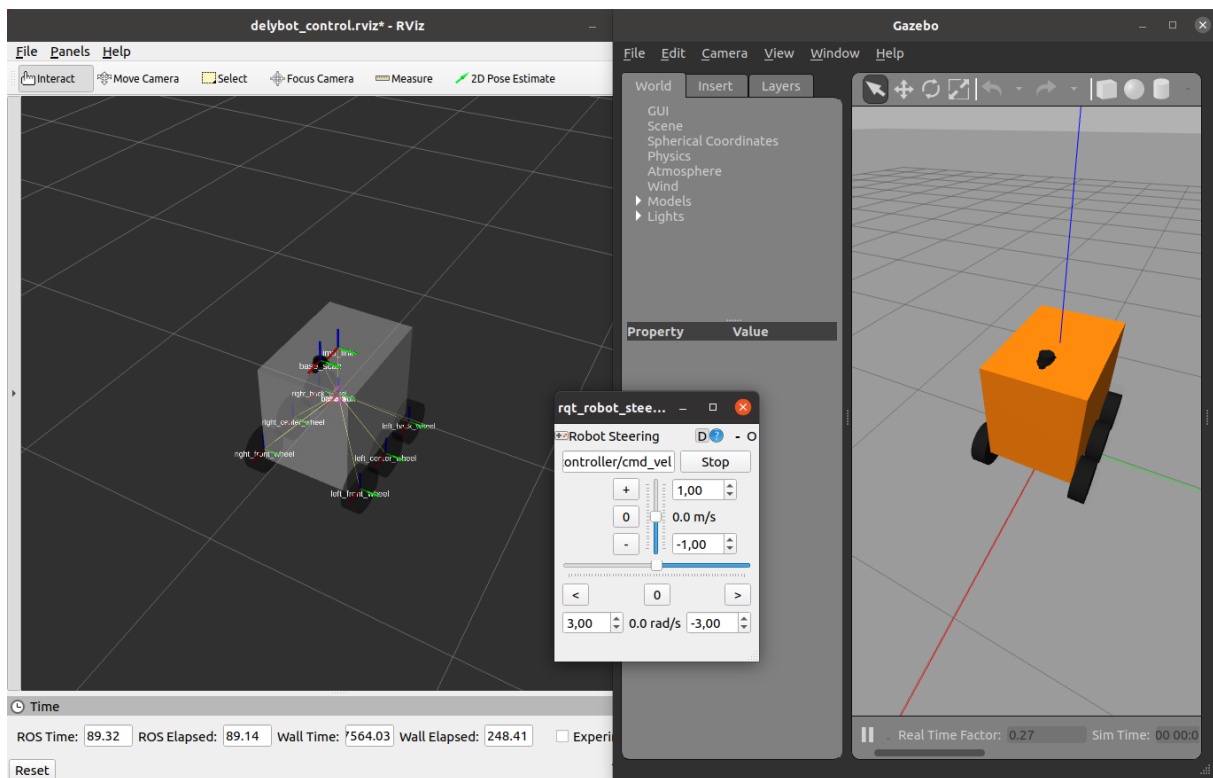 delybot_control.rviz* - RViz
File Panels Help
Interact Move Camera Select Focus Camera Measure 2D Pose Estimate
imu_link
base_scan
right_center_wheel
left_back_wheel
right_front_wheel
left_center_wheel
left_front_wheel
Time
ROS Time: 89.32 ROS Elapsed: 89.14 Wall Time: 7564.03 Wall Elapsed: 248.41 Experi
Reset
Gazebo
File Edit Camera View Window Help
World Insert Layers
GUI
Scene
Spherical Coordinates
Physics
Atmosphere
Wind
Models
Lights
Property Value
Real Time Factor: 0.27 Sim Time: 00 00:0
rqt_robot_stee...
Robot Steering D ? - O
ontroller/cmd_vel Stop
+ 1,00
0 0.0 m/s
- -1,00
< 0 >
3,00 0.0 rad/s -3,00